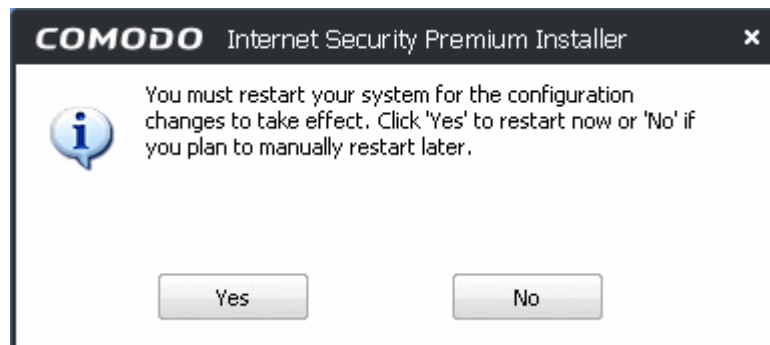 COMODO Internet Security Premium Installer
You must restart your system for the configuration
changes to take effect. Click 'Yes' to restart now or 'No' if
you plan to manually restart later.
Yes No